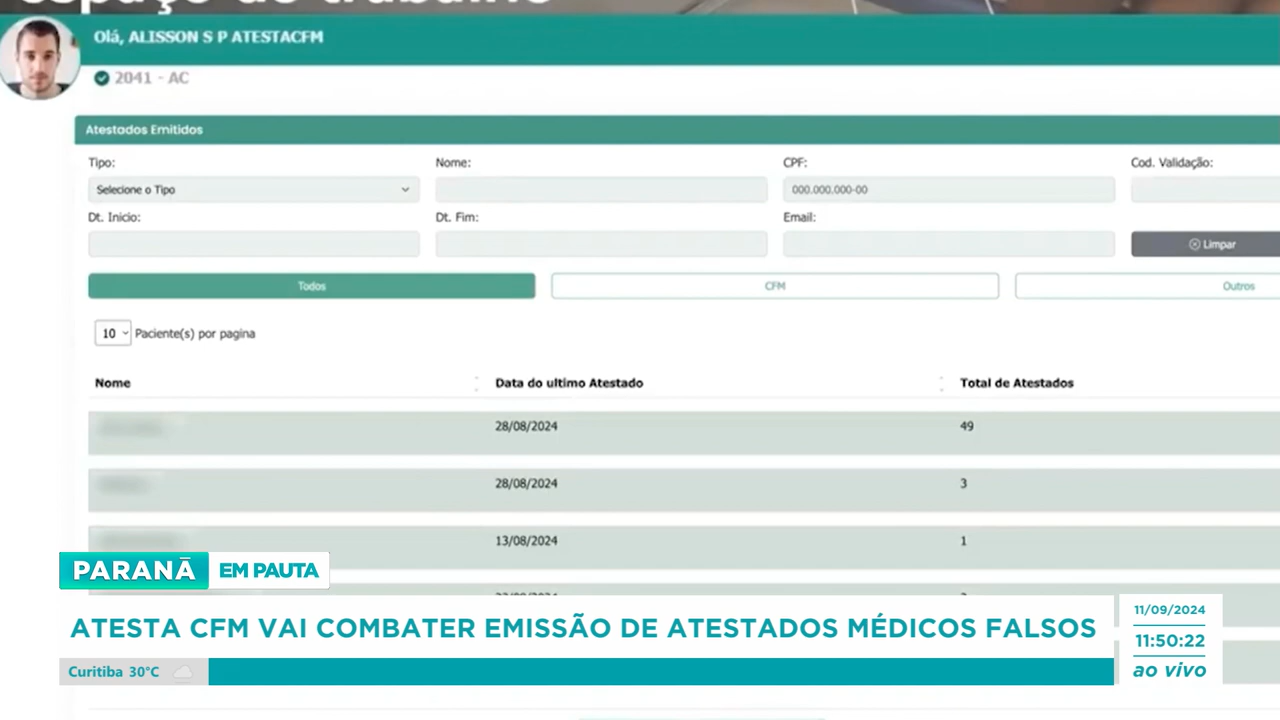 espaço de trabalho
Olá, ALISSON S P ATESTACFM
2041 - AC
Atestados Emitidos
Tipo: Nome: CPF: Cod. Validação:
Selecione o Tipo 000.000.000-00
Dt. Inicio: Dt. Fim: Email:
Limpar
Todos CFM Outros
10 Paciente(s) por pagina
Nome Data do ultimo Atestado Total de Atestados
28/08/2024 49
28/08/2024 3
13/08/2024 1
PARANÁ EM PAUTA
ATESTA CFM VAI COMBATER EMISSÃO DE ATESTADOS MÉDICOS FALSOS
11/09/2024
11:50:22
ao vivo
Curitiba 30°C